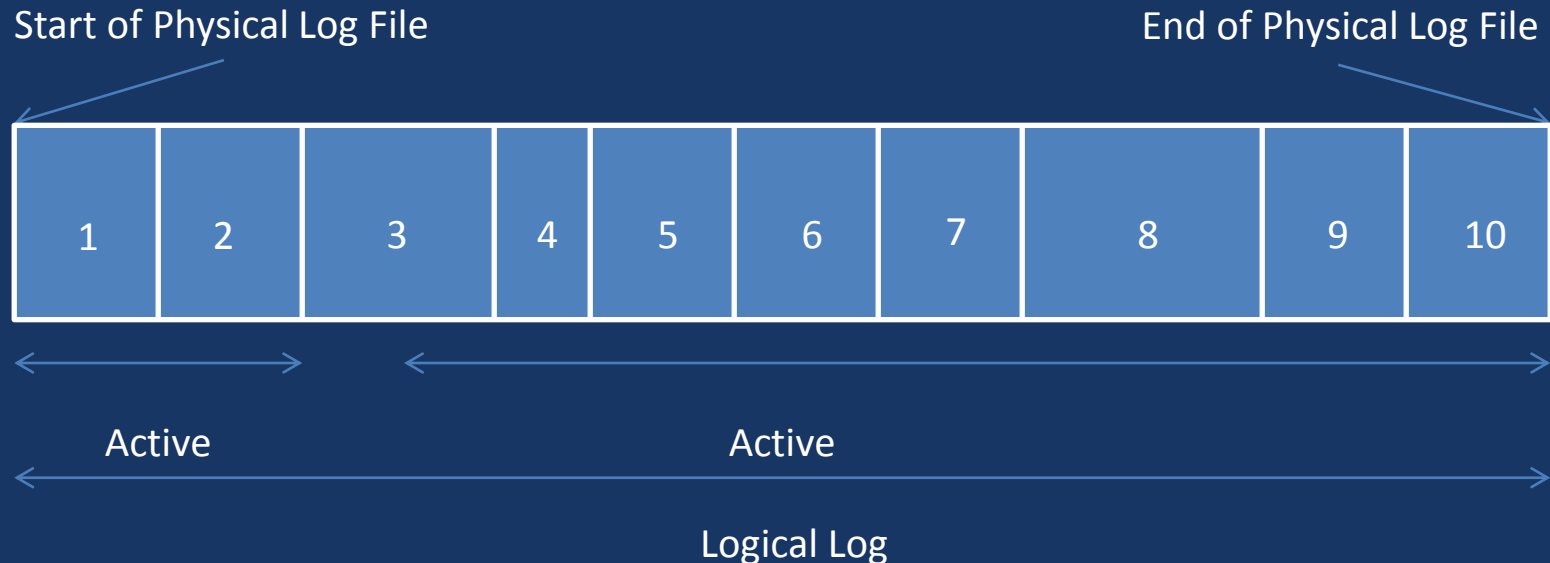 Start of Physical Log File
End of Physical Log File
1 2 3 4 5 6 7 8 9 10
Active
Active
Logical Log